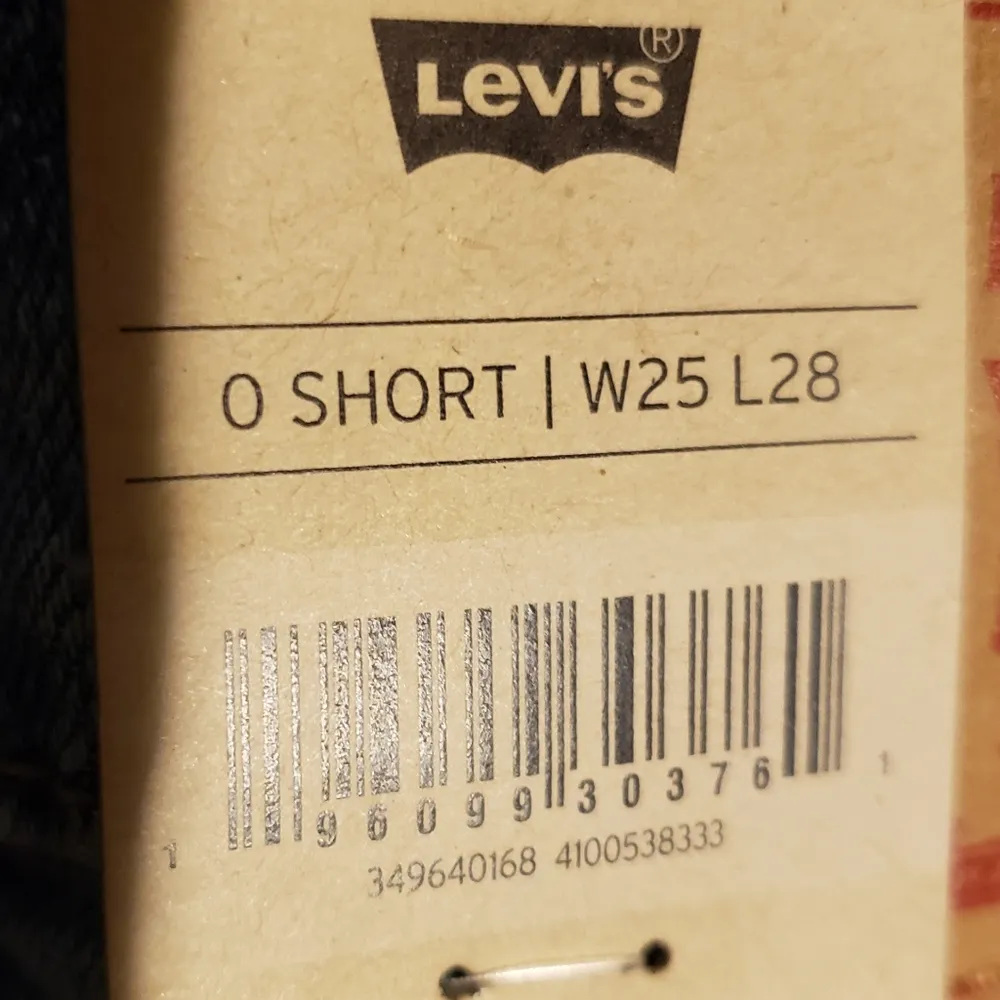 Levi's®
0 SHORT | W25 L28
1 96099 30376 1
349640168 4100538333